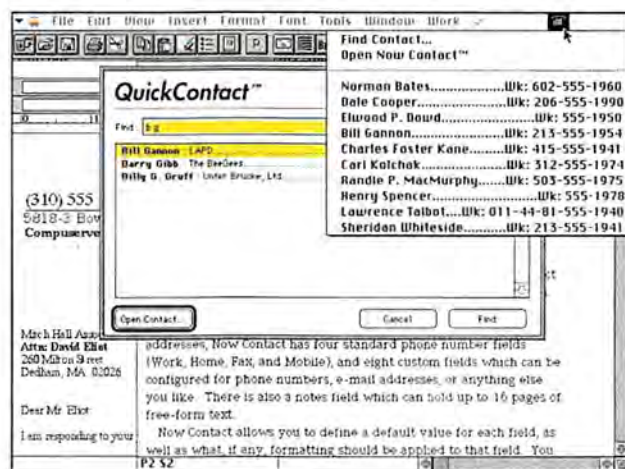 File Edit View Insert Format Font Tools Window Work
Find Contact...
Open Now Contact™
Norman Bates..................Wk: 602-555-1960
Dale Cooper....................Wk: 206-555-1990
Elwood P. Dowd..............Wk: 555-1950
Bill Gannon....................Wk: 213-555-1954
Charles Foster Kane........Wk: 415-555-1941
Carl Kolchak...................Wk: 312-555-1974
Randle P. MacMurphy.......Wk: 503-555-1975
Henry Spencer.......................Wk: 555-1978
Lawrence Talbot....Wk: 011-44-81-555-1940
Sheridan Whiteside..........Wk: 213-555-1941
QuickContact™
Find
Bill Gannon LAPD
Barry Gibb The BeeGees
Billy G. Gruff Unter Brucke, Ltd.
Open Contact...
Cancel
Find
(310) 555
5818-3 Bow
Compuserve
Mitch Hall Assoc
Attn: David Eliot
260 Milton Street
Dedham, MA 02026
Dear Mr. Eliot
I am responding to your
addresses, Now Contact has four standard phone number fields
(Work, Home, Fax, and Mobile), and eight custom fields which can be
configured for phone numbers, e-mail addresses, or anything else
you like. There is also a notes field which can hold up to 16 pages of
free-form text.
Now Contact allows you to define a default value for each field, as
well as what, if any, formatting should be applied to that field. You
P2 S2